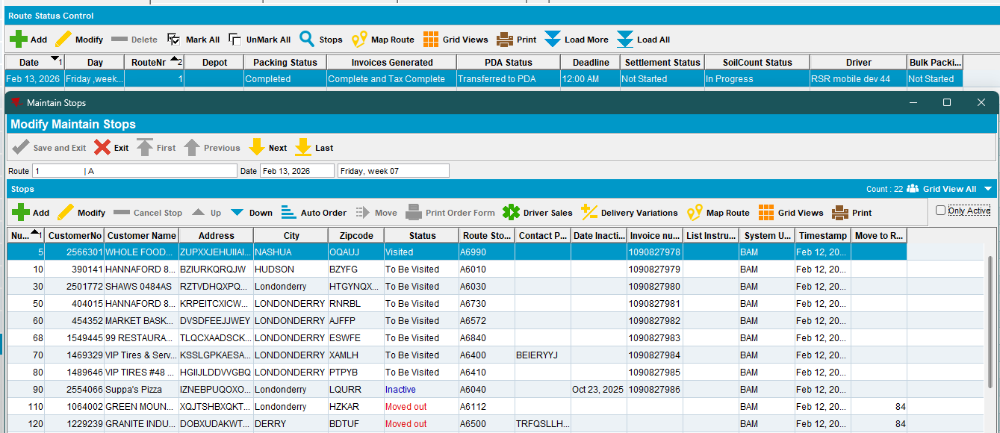 Route Status Control
Add Modify Delete Mark All UnMark All Stops Map Route Grid Views Print Load More Load All
Date 1 Day RouteNr 2 Depot Packing Status Invoices Generated PDA Status Deadline Settlement Status SoilCount Status Driver Bulk Packi...
Feb 13, 2026 Friday ,week... 1 Completed Complete and Tax Complete Transferred to PDA 12:00 AM Not Started In Progress RSR mobile dev 44 Not Started
Maintain Stops
Modify Maintain Stops
Save and Exit Exit First Previous Next Last
Route 1 | A Date Feb 13, 2026 Friday, week 07
Stops Count : 22 Grid View All
Add Modify Cancel Stop Up Down Auto Order Move Print Order Form Driver Sales Delivery Variations Map Route Grid Views Print Only Active
Nu... 1 CustomerNo Customer Name Address City Zipcode Status Route Sto... Contact P... Date Inacti... Invoice nu... List Instru... System U... Timestamp Move to R...
5 2566301 WHOLE FOOD... ZUPXXJEHUIIAI... NASHUA OQAUJ Visited A6990 1090827978 BAM Feb 12, 20...
10 390141 HANNAFORD 8... BZIURKQRQJW HUDSON BZYFG To Be Visited A6010 1090827979 BAM Feb 12, 20...
30 2501772 SHAWS 0484AS RZTVDHQXPQ... Londonderry HTGYNQX... To Be Visited A6030 1090827980 BAM Feb 12, 20...
50 404015 HANNAFORD 8... KRPEITCXICW... LONDONDERRY RNRBL To Be Visited A6730 1090827981 BAM Feb 12, 20...
60 454352 MARKET BASK... DVSDFEEJJWEY LONDONDERRY AJFFP To Be Visited A6572 1090827982 BAM Feb 12, 20...
68 1549445 99 RESTAURA... TLQCXAADSCK... LONDONDERRY ESWFE To Be Visited A6840 1090827983 BAM Feb 12, 20...
70 1469329 VIP Tires & Serv... KSSLGPKAESA... LONDONDERRY XAMLH To Be Visited A6400 BEIERYYJ 1090827984 BAM Feb 12, 20...
80 1489646 VIP TIRES #48 ... HGIIJLDDVVGBQ LONDONDERRY PTPYB To Be Visited A6410 1090827985 BAM Feb 12, 20...
90 2554066 Suppa's Pizza IZNEBPUQOXO... Londonderry LQURR Inactive A6040 Oct 23, 2025 1090827986 BAM Feb 12, 20...
110 1064002 GREEN MOUN... XQJTSHBXQKT... Londonderry HZKAR Moved out A6112 BAM Feb 12, 20... 84
120 1229239 GRANITE INDU... DOBXUDAKWT... DERRY BDTUF Moved out A6500 TRFQSLLH... BAM Feb 12, 20... 84